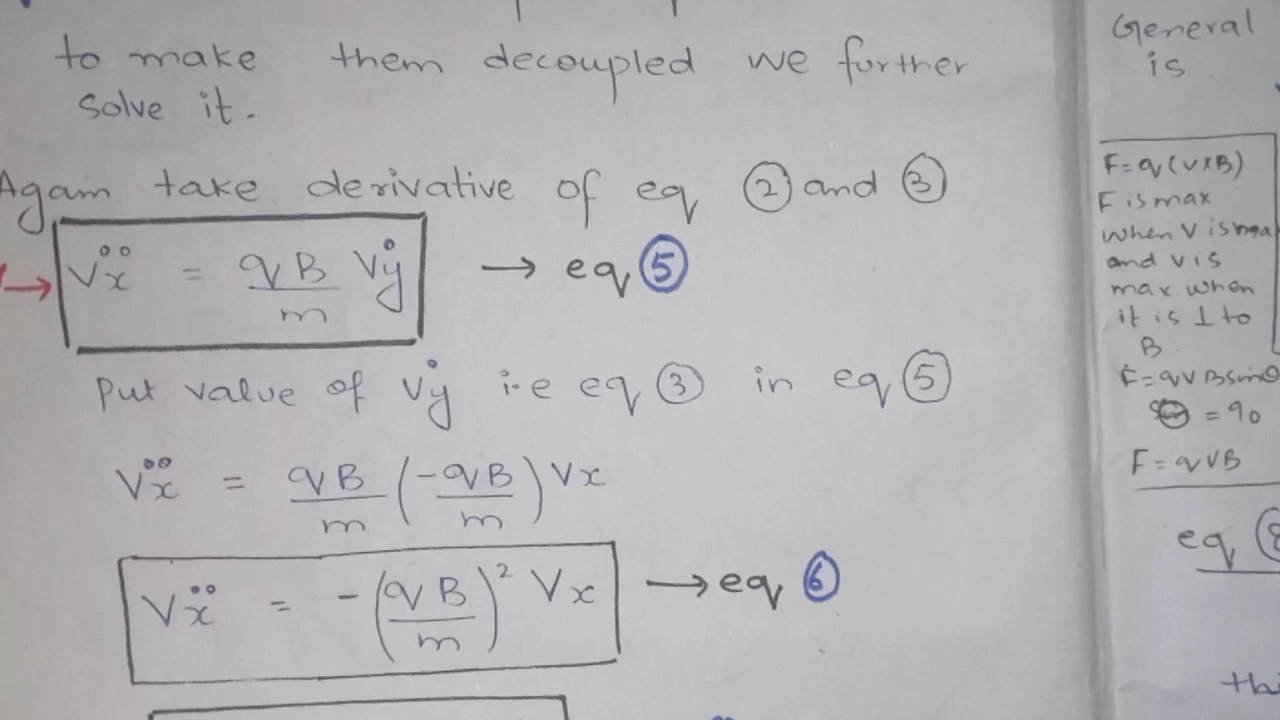 to make them decoupled we further
solve it.
Again take derivative of eq ② and ③
V̈x = qB/m V̇y → eq ⑤
Put value of V̇y i.e eq ③ in eq ⑤
V̈x = qB/m (-qB/m) Vx
V̈x = -(qB/m)² Vx → eq ⑥
General
is
F=q(V×B)
F is max
when V is
and V is
max when
it is ⊥ to
B
F=qVBsinθ
= 90
F=qVB
eq